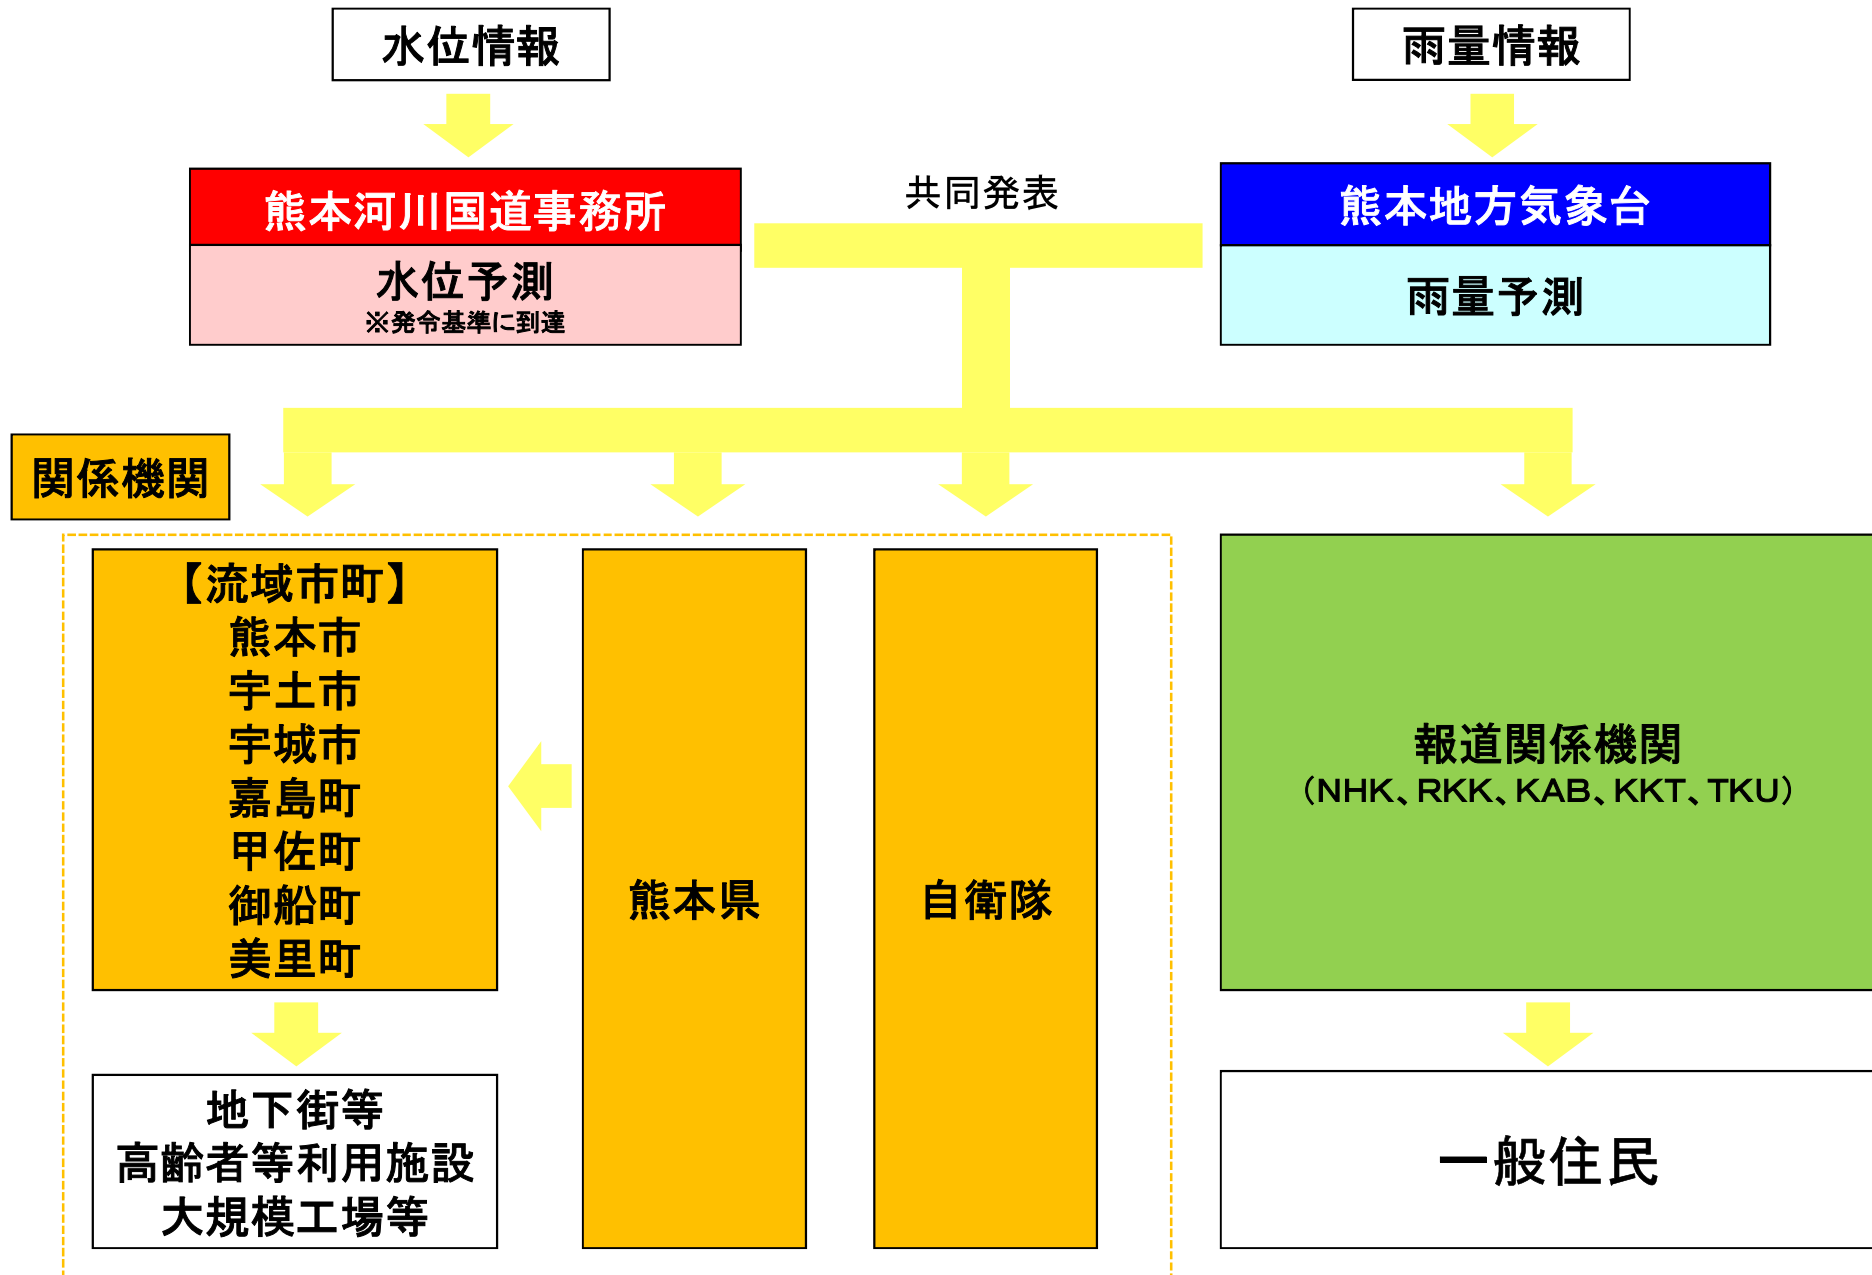 水位情報
雨量情報
熊本河川国道事務所
水位予測
※発令基準に到達
共同発表
熊本地方気象台
雨量予測
関係機関
【流域市町】
熊本市
宇土市
宇城市
嘉島町
甲佐町
御船町
美里町
熊本県
自衛隊
報道関係機関
（NHK、RKK、KAB、KKT、TKU）
地下街等
高齢者等利用施設
大規模工場等
一般住民